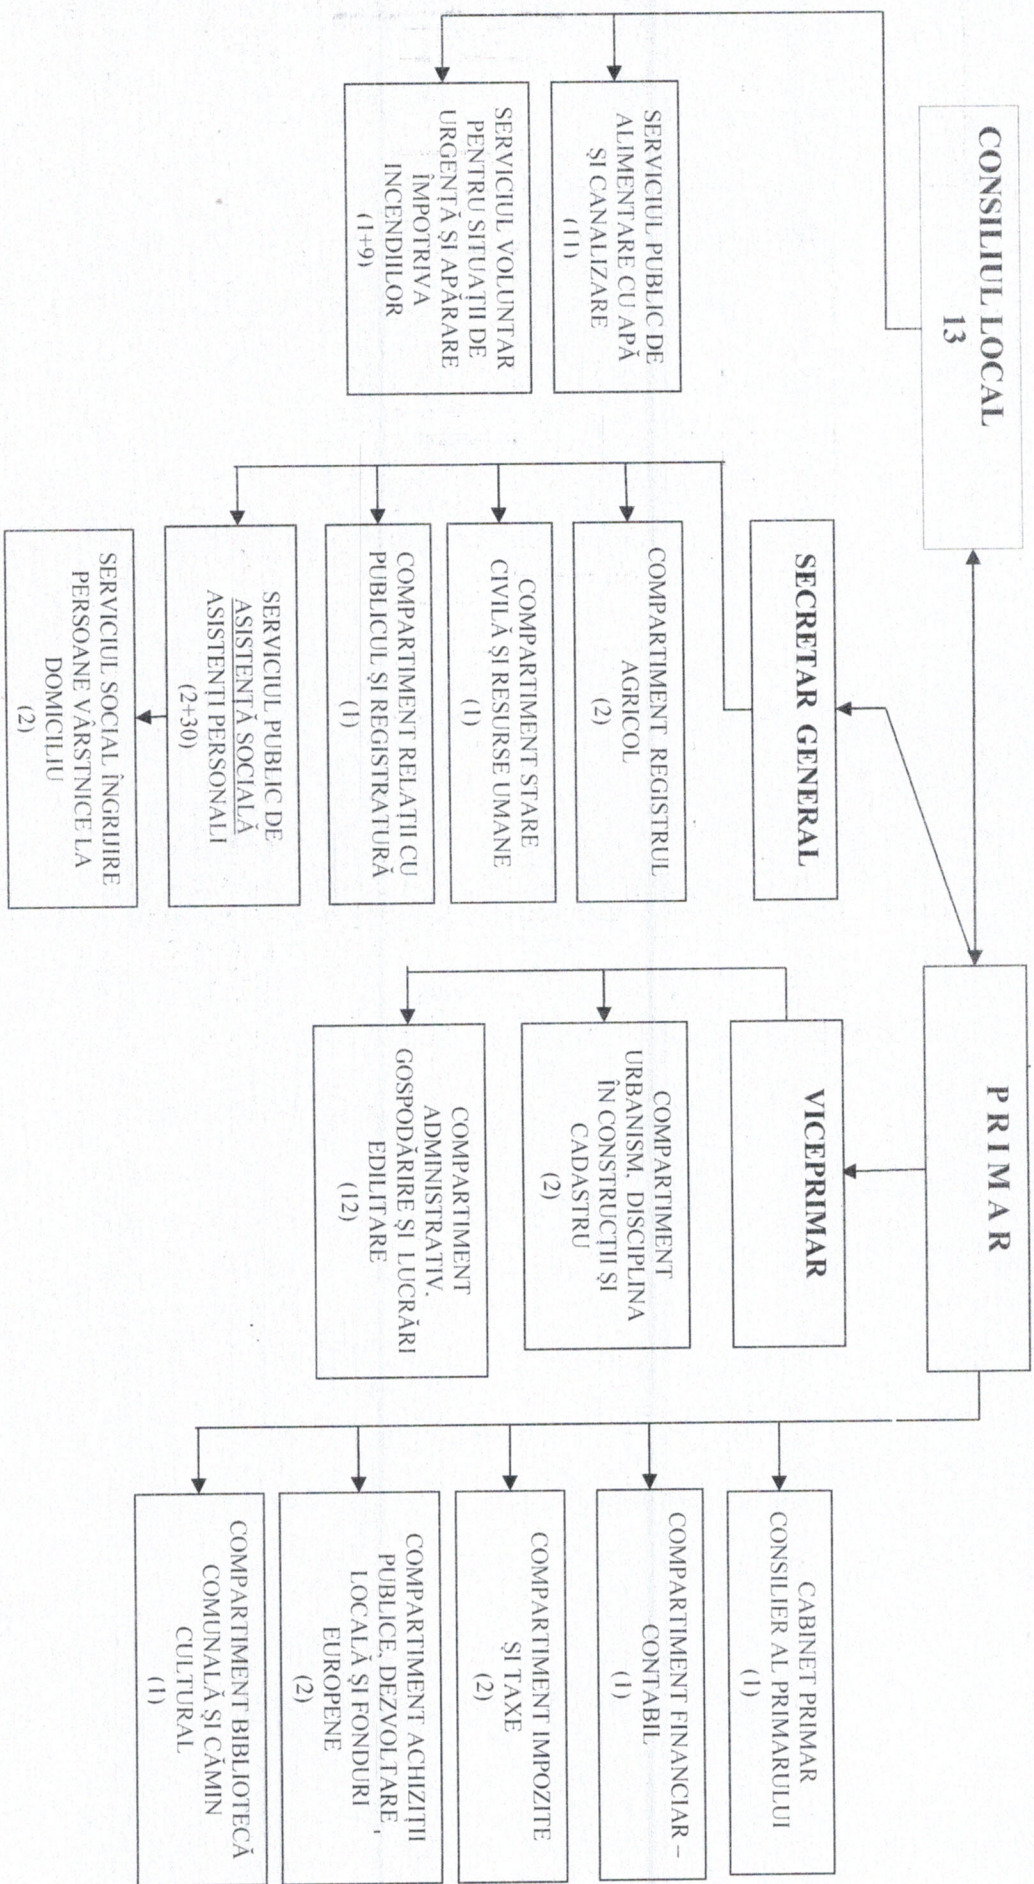 CONSILIUL LOCAL
13
SERVICIUL PUBLIC DE
ALIMENTARE CU APĂ
ȘI CANALIZARE
(11)
SERVICIUL VOLUNTAR
PENTRU SITUAȚII DE
URGENȚĂ ȘI APĂRARE
ÎMPOTRIVA
INCENDIILOR
(1+9)
SECRETAR GENERAL
COMPARTIMENT REGISTRUL
AGRICOL
(2)
COMPARTIMENT STARE
CIVILĂ ȘI RESURSE UMANE
(1)
COMPARTIMENT RELAȚII CU
PUBLICUL ȘI REGISTRATURĂ
(1)
SERVICIUL PUBLIC DE
ASISTENȚĂ SOCIALĂ
ASISTENȚI PERSONALI
(2+30)
SERVICIUL SOCIAL ÎNGRIJIRE
PERSOANE VÂRSTNICE LA
DOMICILIU
(2)
P R I M A R
VICEPRIMAR
COMPARTIMENT
URBANISM, DISCIPLINA
ÎN CONSTRUCȚII ȘI
CADASTRU
(2)
COMPARTIMENT
ADMINISTRATIV.
GOSPODĂRIRE ȘI LUCRĂRI
EDILITARE
(12)
CABINET PRIMAR
CONSILIER AL PRIMARULUI
(1)
COMPARTIMENT FINANCIAR –
CONTABIL
(1)
COMPARTIMENT IMPOZITE
ȘI TAXE
(2)
COMPARTIMENT ACHIZIȚII
PUBLICE, DEZVOLTARE ,
LOCALĂ ȘI FONDURI
EUROPENE
(2)
COMPARTIMENT BIBLIOTECĂ
COMUNALĂ ȘI CĂMIN
CULTURAL
(1)